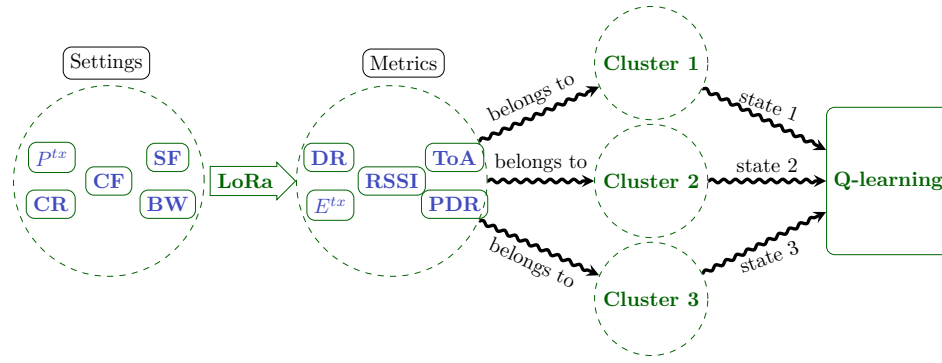 Settings
P^{tx}
SF
CF
CR
BW
LoRa
Metrics
DR
ToA
RSSI
E^{tx}
PDR
belongs to
belongs to
belongs to
Cluster 1
Cluster 2
Cluster 3
state 1
state 2
state 3
Q-learning